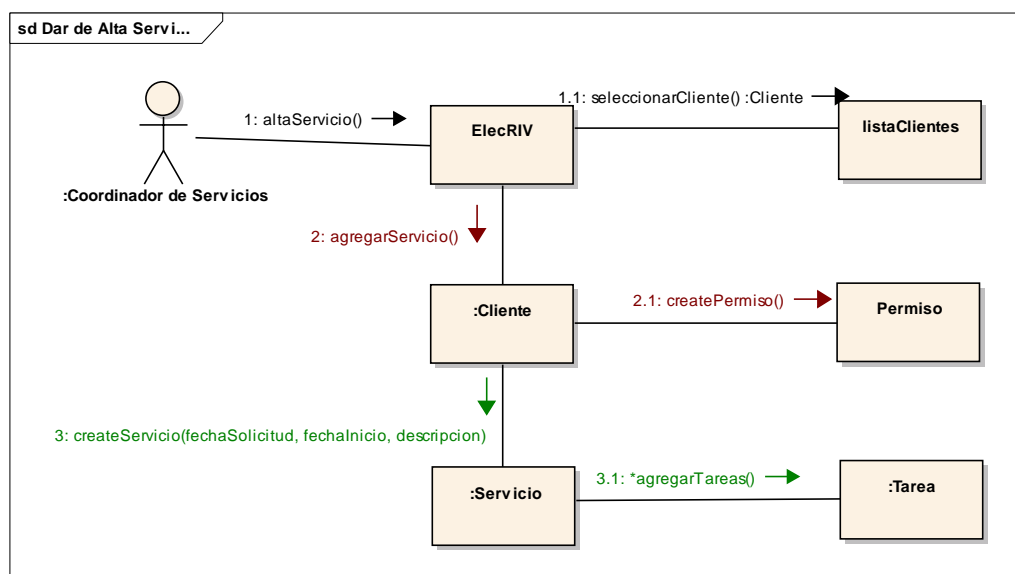 sd Dar de Alta Servi...
1.1: seleccionarCliente() :Cliente
1: altaServicio()
ElecRIV
listaClientes
:Coordinador de Servicios
2: agregarServicio()
:Cliente
2.1: createPermiso()
Permiso
3: createServicio(fechaSolicitud, fechaInicio, descripcion)
:Servicio
3.1: *agregarTareas()
:Tarea